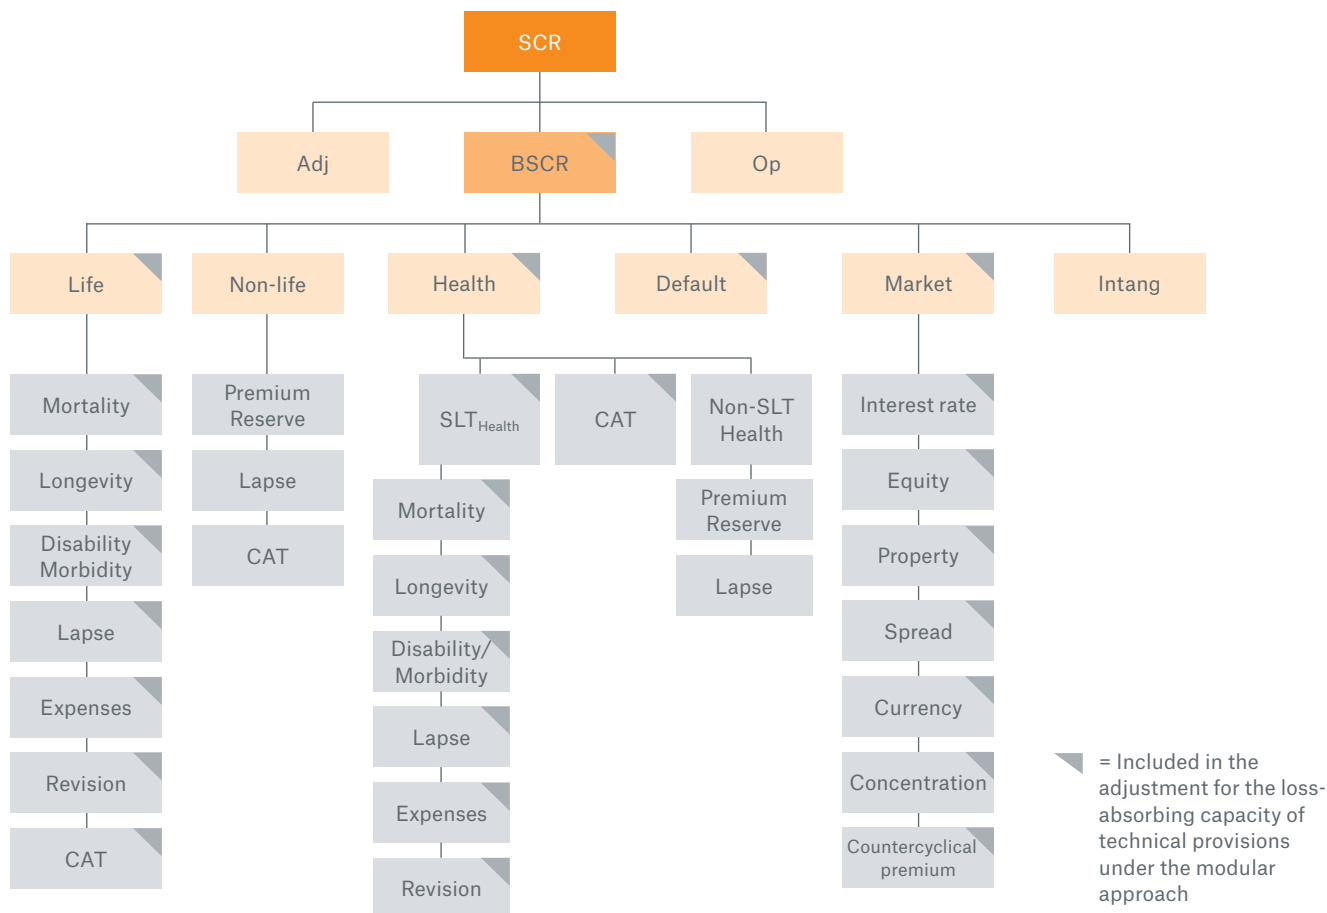 SCR
Adj
BSCR
Op
Life
Non-life
Health
Default
Market
Intang
Mortality
Longevity
Disability
Morbidity
Lapse
Expenses
Revision
CAT
Premium
Reserve
Lapse
CAT
SLT Health
Mortality
Longevity
Disability/
Morbidity
Lapse
Expenses
Revision
CAT
Non-SLT
Health
Premium
Reserve
Lapse
Interest rate
Equity
Property
Spread
Currency
Concentration
Countercyclical
premium
= Included in the
adjustment for the loss-
absorbing capacity of
technical provisions
under the modular
approach